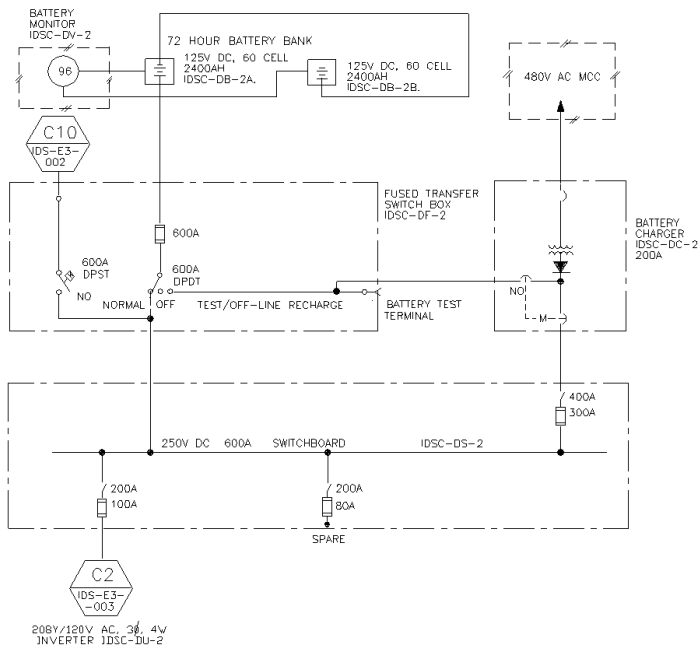 BATTERY
MONITOR
IDSC-DV-2
96
72 HOUR BATTERY BANK
125V DC, 60 CELL
2400AH
IDSC-DB-2A.
125V DC, 60 CELL
2400AH
IDSC-DB-2B.
480V AC MCC
C10
IDS-E3-
002
FUSED TRANSFER
SWITCH BOX
IDSC-DF-2
600A
600A
DPST
NO
600A
DPDT
NORMAL
OFF
TEST/OFF-LINE RECHARGE
BATTERY TEST
TERMINAL
BATTERY
CHARGER
IDSC-DC-2
200A
NO
M
400A
300A
250V DC 600A SWITCHBOARD IDSC-DS-2
200A
100A
200A
80A
SPARE
C2
IDS-E3-
-003
208Y/120V AC, 3Ø, 4W
INVERTER IDSC-DU-2